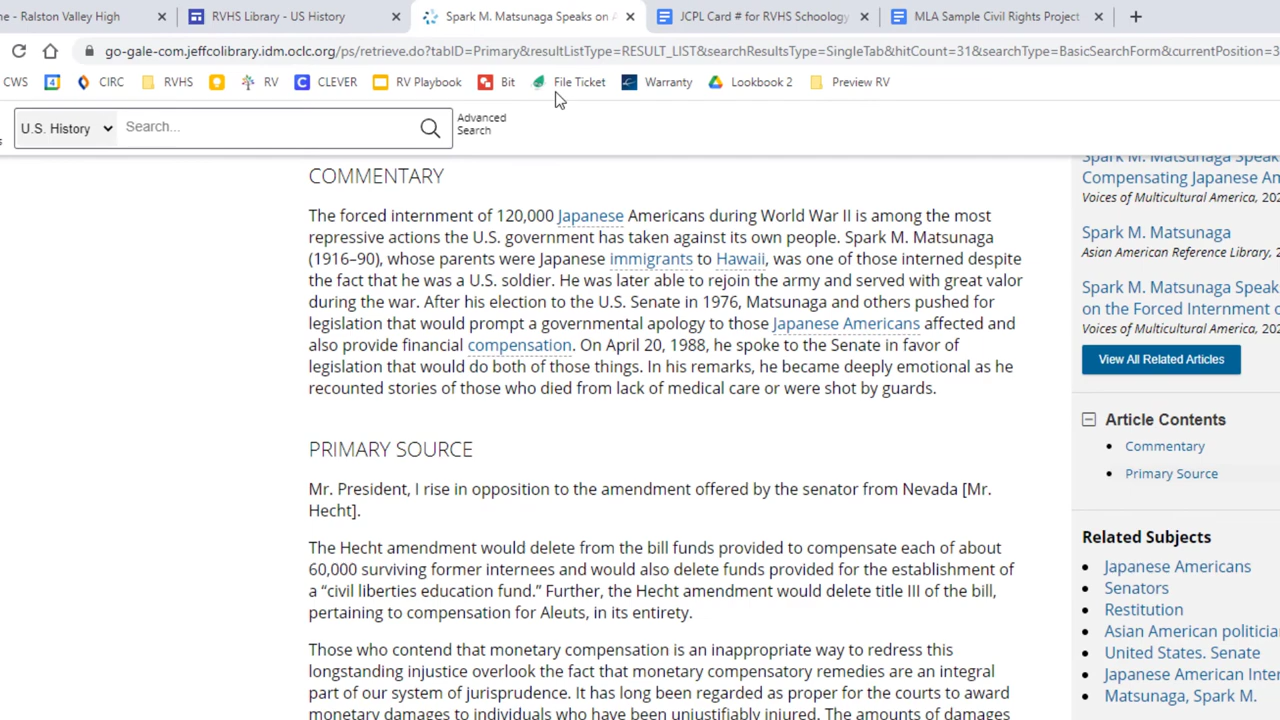 ne - Ralston Valley High
RVHS Library - US History
Spark M. Matsunaga Speaks on A
JCPL Card # for RVHS Schoology
MLA Sample Civil Rights Project
go-gale-com.jeffcolibrary.idm.oclc.org/ps/retrieve.do?tabID=Primary&resultListType=RESULT_LIST&searchResultsType=SingleTab&hitCount=31&searchType=BasicSearchForm&currentPosition=3
CWS 4 CIRC RVHS RV C CLEVER RV Playbook Bit File Ticket Warranty Lookbook 2 Preview RV
U.S. History
Search...
Advanced
Search
s
COMMENTARY
The forced internment of 120,000 Japanese Americans during World War II is among the most
repressive actions the U.S. government has taken against its own people. Spark M. Matsunaga
(1916–90), whose parents were Japanese immigrants to Hawaii, was one of those interned despite
the fact that he was a U.S. soldier. He was later able to rejoin the army and served with great valor
during the war. After his election to the U.S. Senate in 1976, Matsunaga and others pushed for
legislation that would prompt a governmental apology to those Japanese Americans affected and
also provide financial compensation. On April 20, 1988, he spoke to the Senate in favor of
legislation that would do both of those things. In his remarks, he became deeply emotional as he
recounted stories of those who died from lack of medical care or were shot by guards.
PRIMARY SOURCE
Mr. President, I rise in opposition to the amendment offered by the senator from Nevada [Mr.
Hecht].
The Hecht amendment would delete from the bill funds provided to compensate each of about
60,000 surviving former internees and would also delete funds provided for the establishment of
a “civil liberties education fund.” Further, the Hecht amendment would delete title III of the bill,
pertaining to compensation for Aleuts, in its entirety.
Those who contend that monetary compensation is an inappropriate way to redress this
longstanding injustice overlook the fact that monetary compensatory remedies are an integral
part of our system of jurisprudence. It has long been regarded as proper for the courts to award
monetary damages to individuals who have been unjustifiably injured. The amounts of damages
Spark M. Matsunaga Speak
Compensating Japanese Am
Voices of Multicultural America, 202
Spark M. Matsunaga
Asian American Reference Library, 2
Spark M. Matsunaga Speak
on the Forced Internment o
Voices of Multicultural America, 202
View All Related Articles
Article Contents
Commentary
Primary Source
Related Subjects
Japanese Americans
Senators
Restitution
Asian American politicia
United States. Senate
Japanese American Inter
Matsunaga, Spark M.